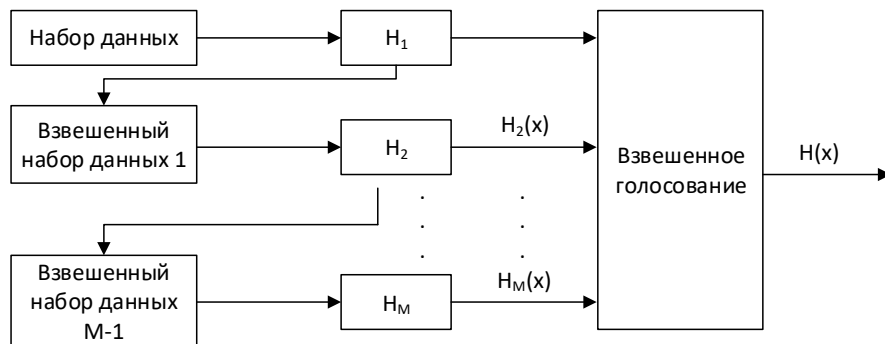 Набор данных
H₁
Взвешенный
набор данных 1
H₂
H₂(x)
Взвешенное
голосование
H(x)
. .
. .
. .
Взвешенный
набор данных
M-1
Hₘ
Hₘ(x)